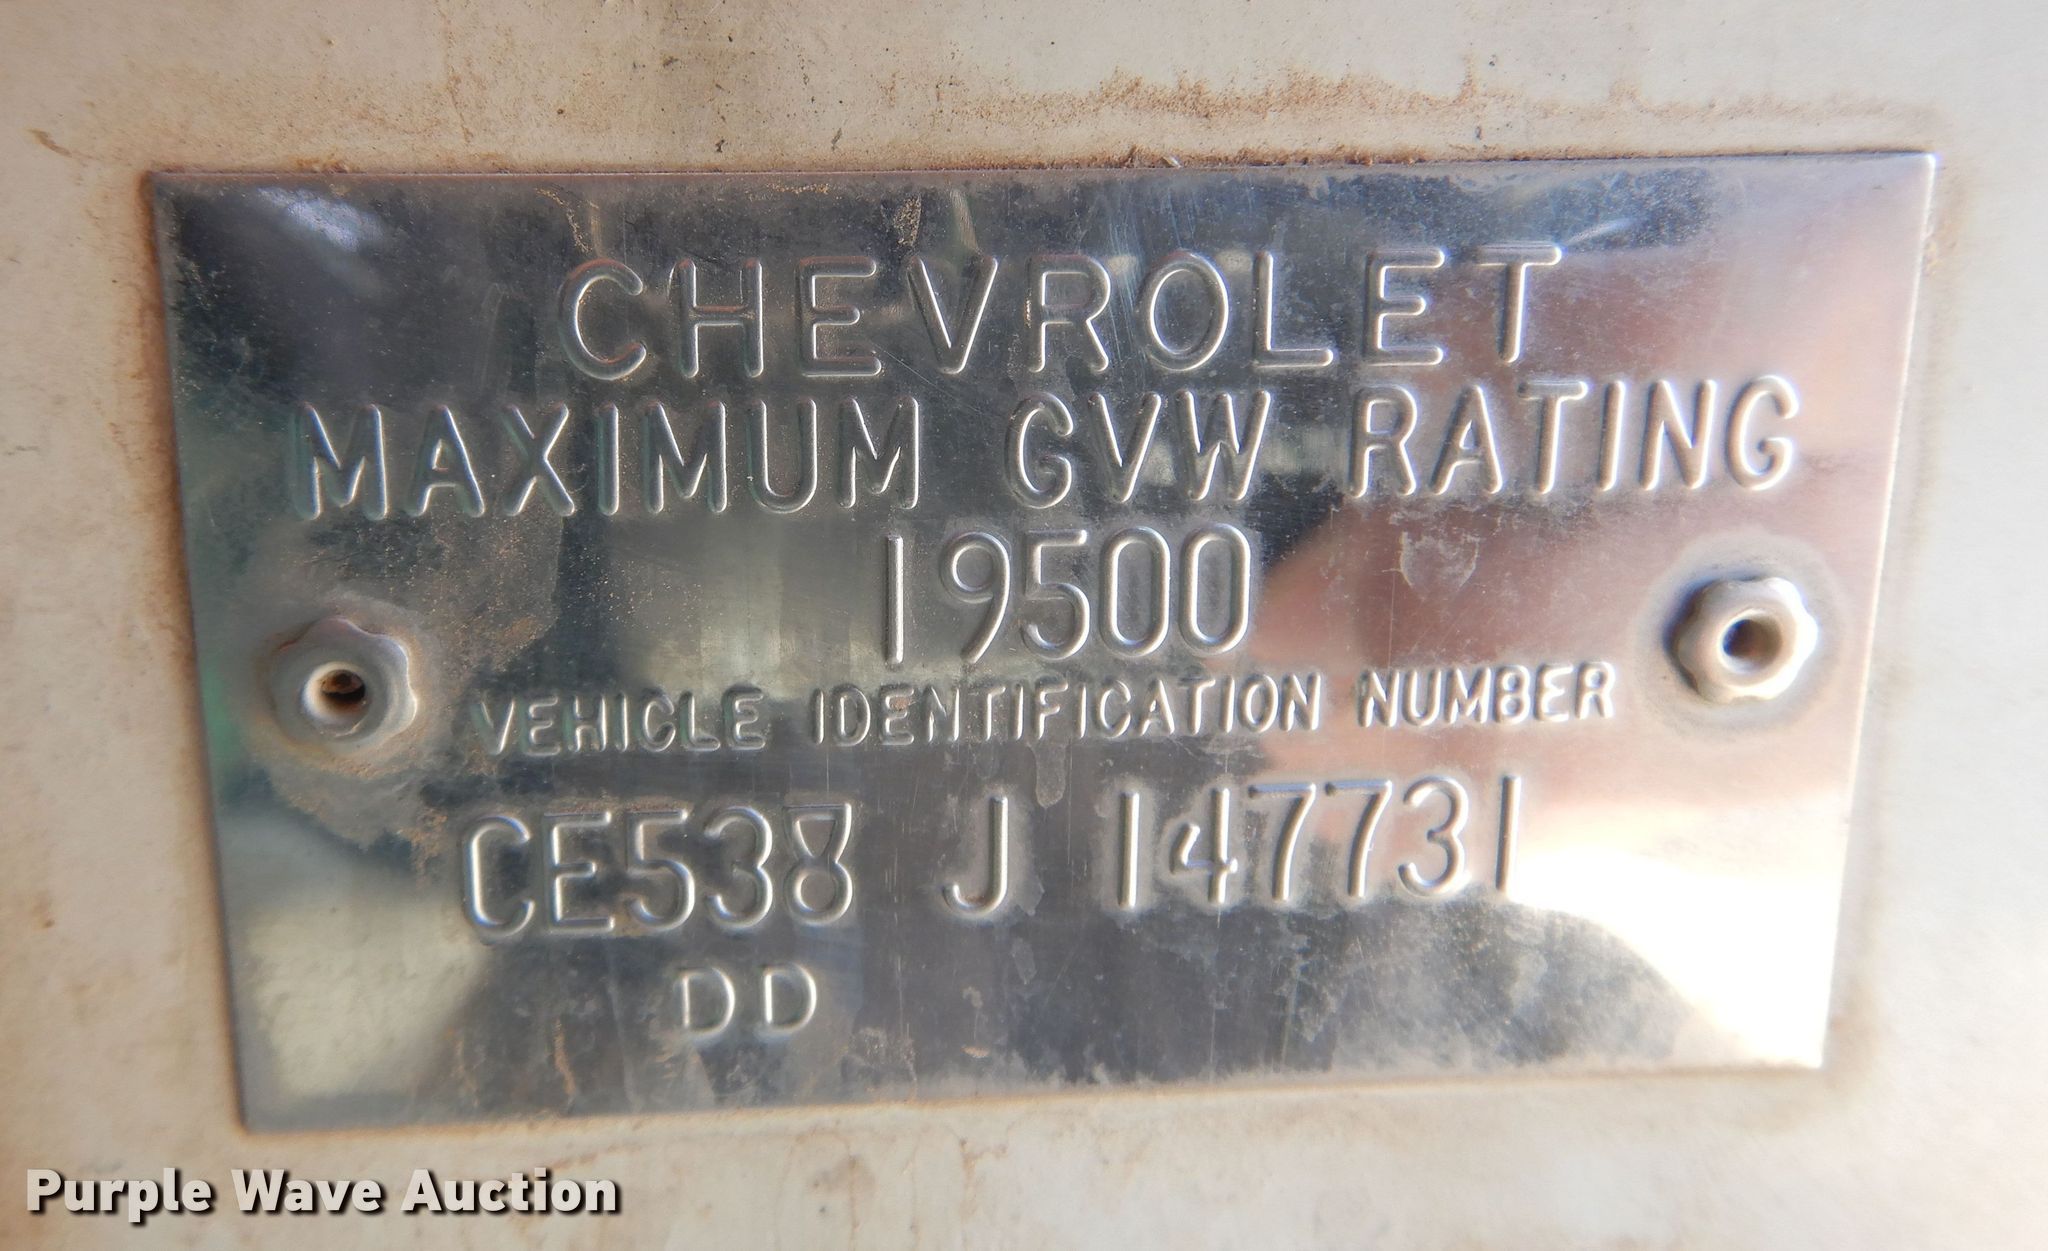 CHEVROLET
MAXIMUM GVW RATING
19500
VEHICLE IDENTIFICATION NUMBER
CE538 J 147731
DD
Purple Wave Auction